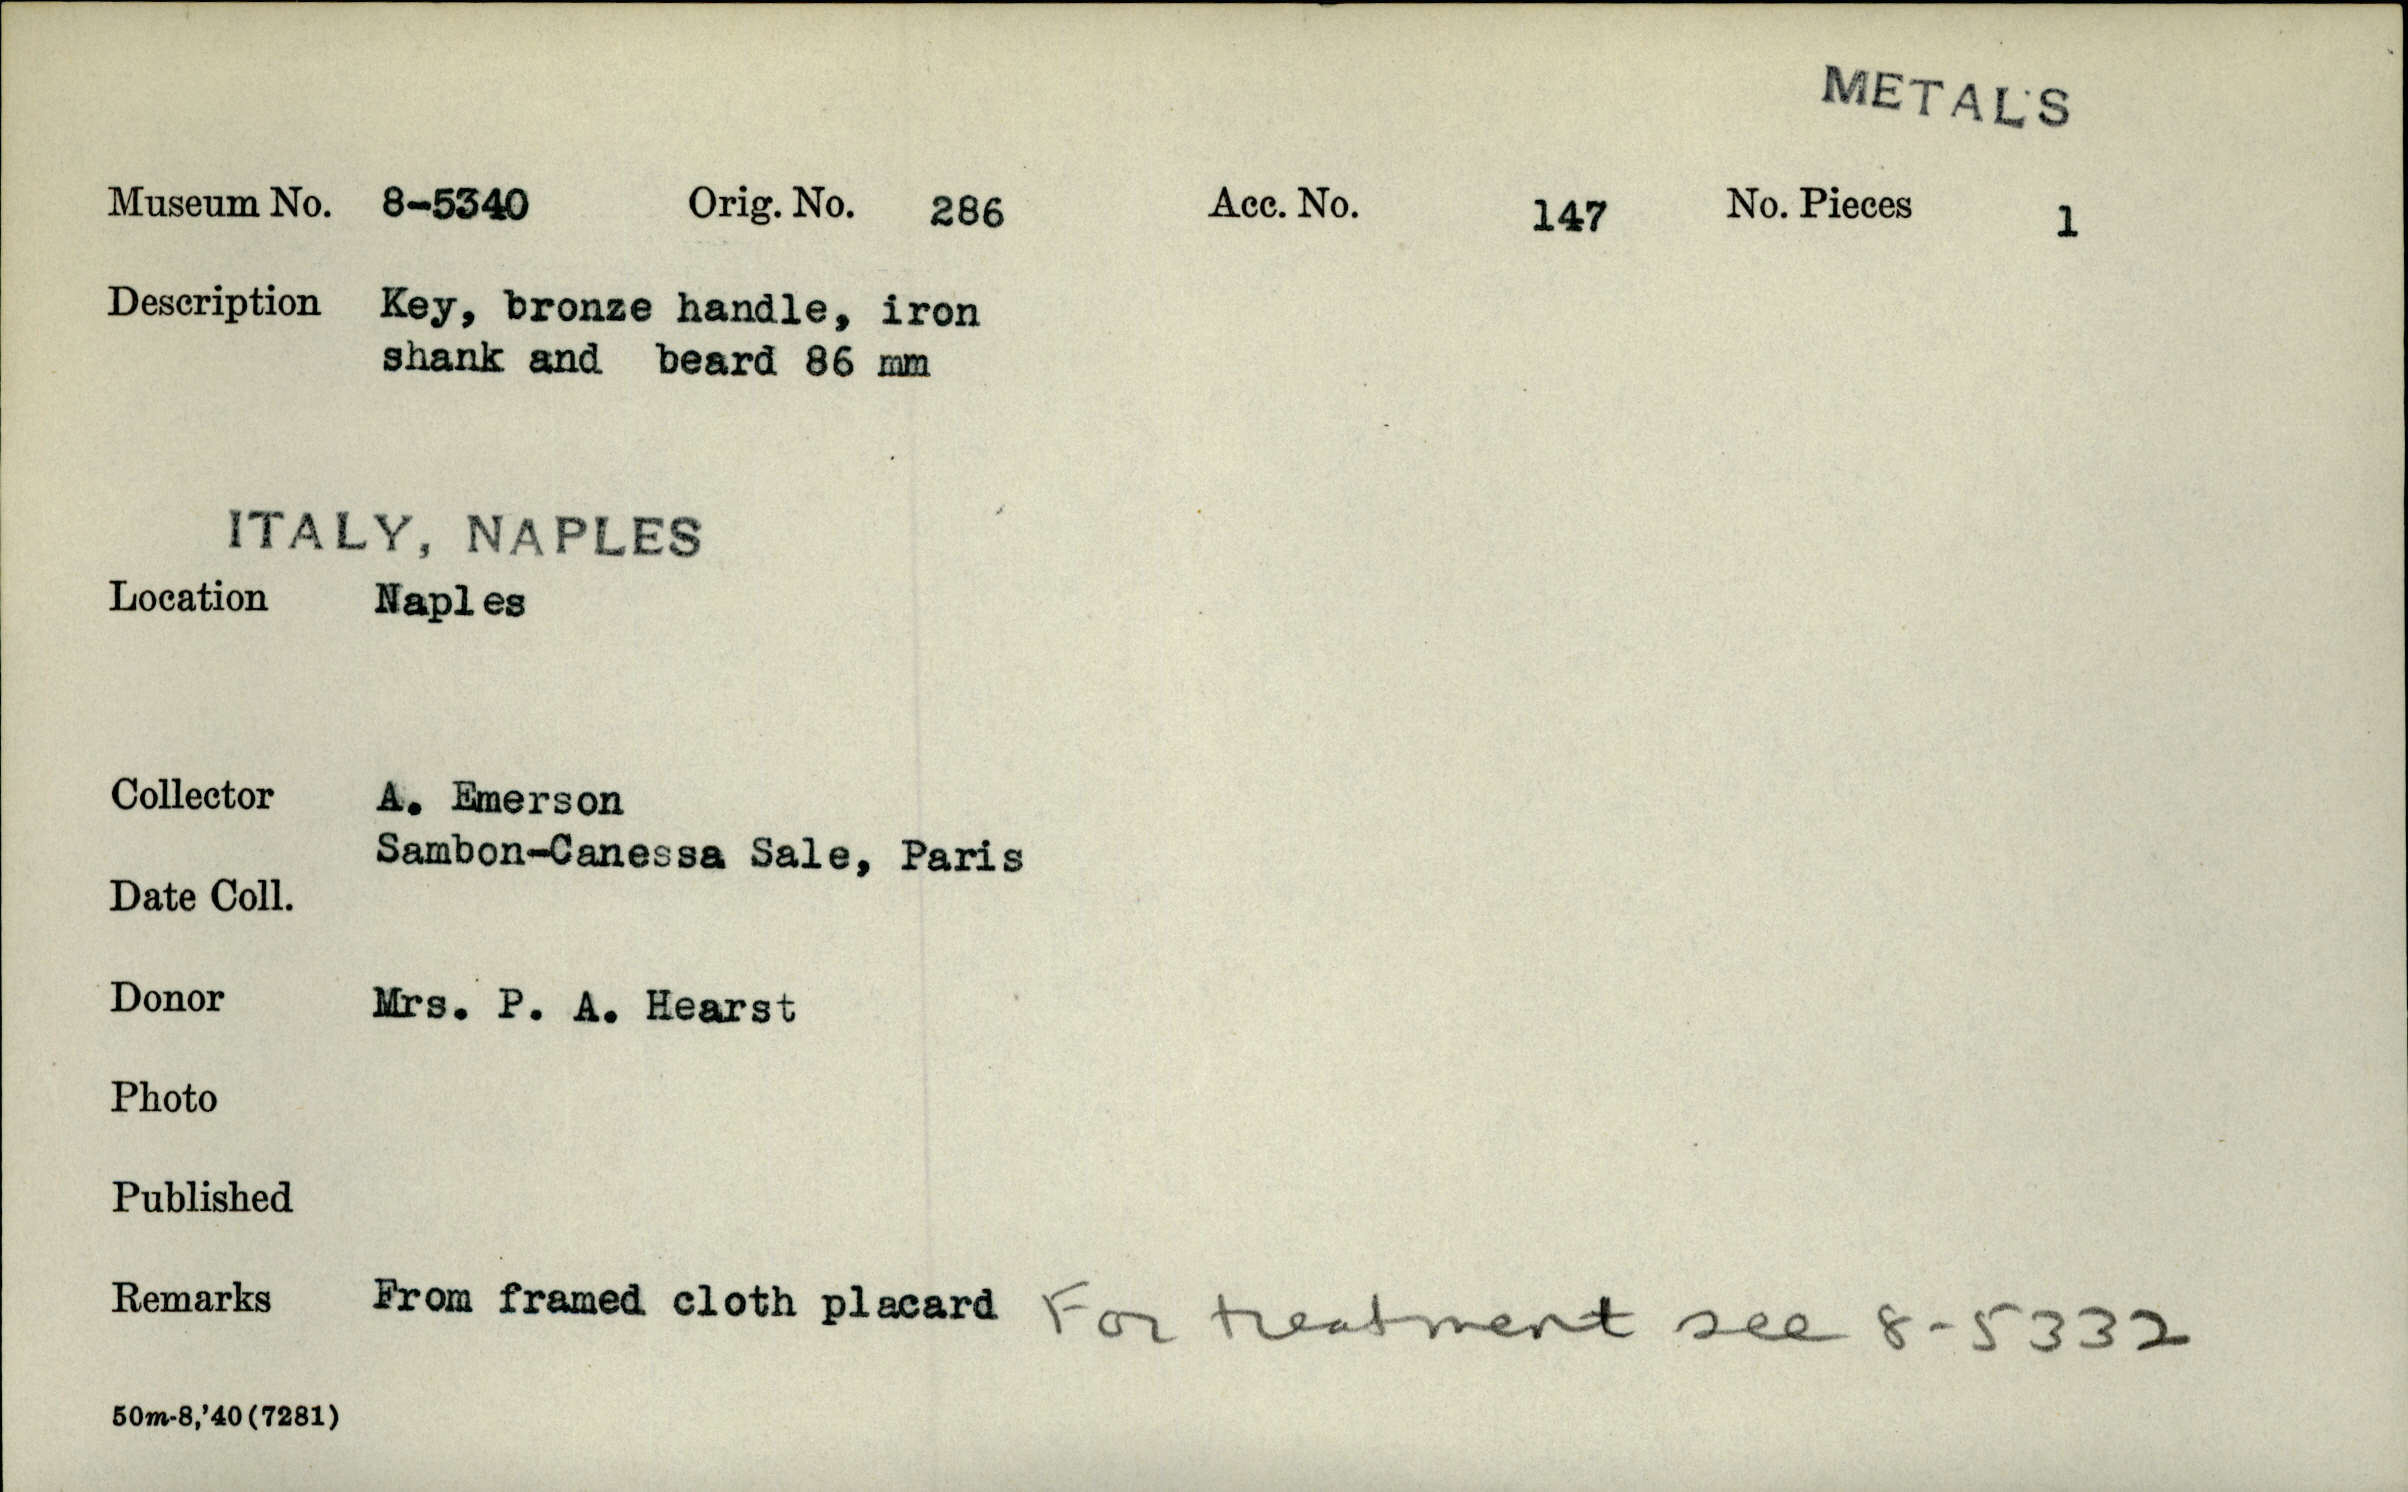 METALS
Museum No. 8-5340 Orig. No. 286 Acc. No. 147 No. Pieces 1
Description Key, bronze handle, iron
shank and beard 86 mm
ITALY, NAPLES
Location Naples
Collector A. Emerson
Sambon-Canessa Sale, Paris
Date Coll.
Donor Mrs. P. A. Hearst
Photo
Published
Remarks From framed cloth placard For treatment see 8-5332
50m-8,'40(7281)